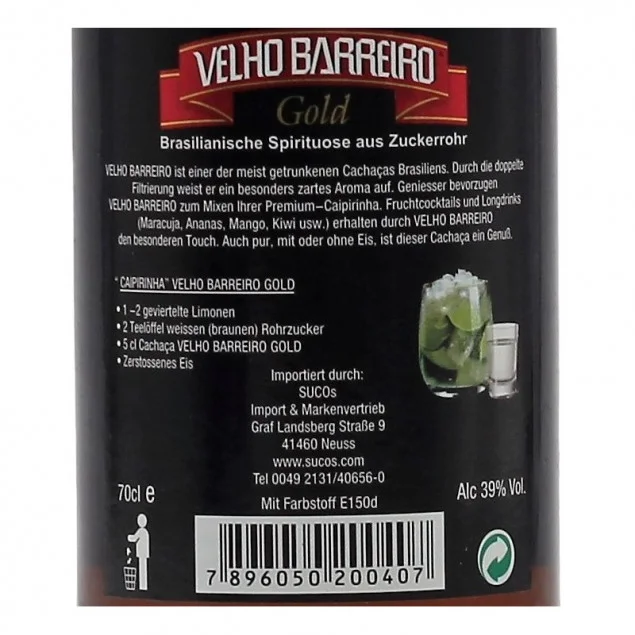 VELHO BARREIRO®
Gold
Brasilianische Spirituose aus Zuckerrohr
VELHO BARREIRO ist einer der meist getrunkenen Cachaças Brasiliens. Durch die doppelte
Filtrierung weist er ein besonders zartes Aroma auf. Geniesser bevorzugen
VELHO BARREIRO zum Mixen Ihrer Premium-Caipirinha. Fruchtcocktails und Longdrinks
(Maracuja, Ananas, Mango, Kiwi usw.) erhalten durch VELHO BARREIRO
den besonderen Touch. Auch pur, mit oder ohne Eis, ist dieser Cachaça ein Genuß.
"CAIPIRINHA" VELHO BARREIRO GOLD
• 1-2 geviertelte Limonen
• 2 Teelöffel weissen (braunen) Rohrzucker
• 5 cl Cachaça VELHO BARREIRO GOLD
• Zerstossenes Eis
Importiert durch:
SUCOs
Import & Markenvertrieb
Graf Landsberg Straße 9
41460 Neuss
www.sucos.com
Tel 0049 2131/40656-0
Mit Farbstoff E150d
70cl e
Alc 39% Vol.
7 896050 200407